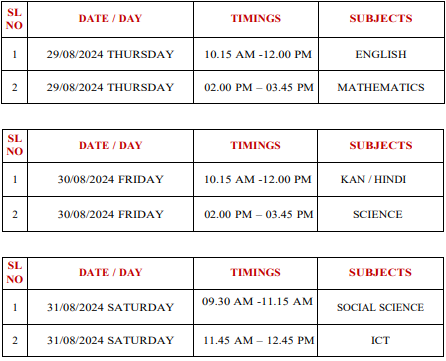 SL NO DATE / DAY TIMINGS SUBJECTS
1 29/08/2024 THURSDAY 10.15 AM -12.00 PM ENGLISH
2 29/08/2024 THURSDAY 02.00 PM – 03.45 PM MATHEMATICS
SL NO DATE / DAY TIMINGS SUBJECTS
1 30/08/2024 FRIDAY 10.15 AM -12.00 PM KAN / HINDI
2 30/08/2024 FRIDAY 02.00 PM – 03.45 PM SCIENCE
SL NO DATE / DAY TIMINGS SUBJECTS
1 31/08/2024 SATURDAY 09.30 AM -11.15 AM SOCIAL SCIENCE
2 31/08/2024 SATURDAY 11.45 AM – 12.45 PM ICT